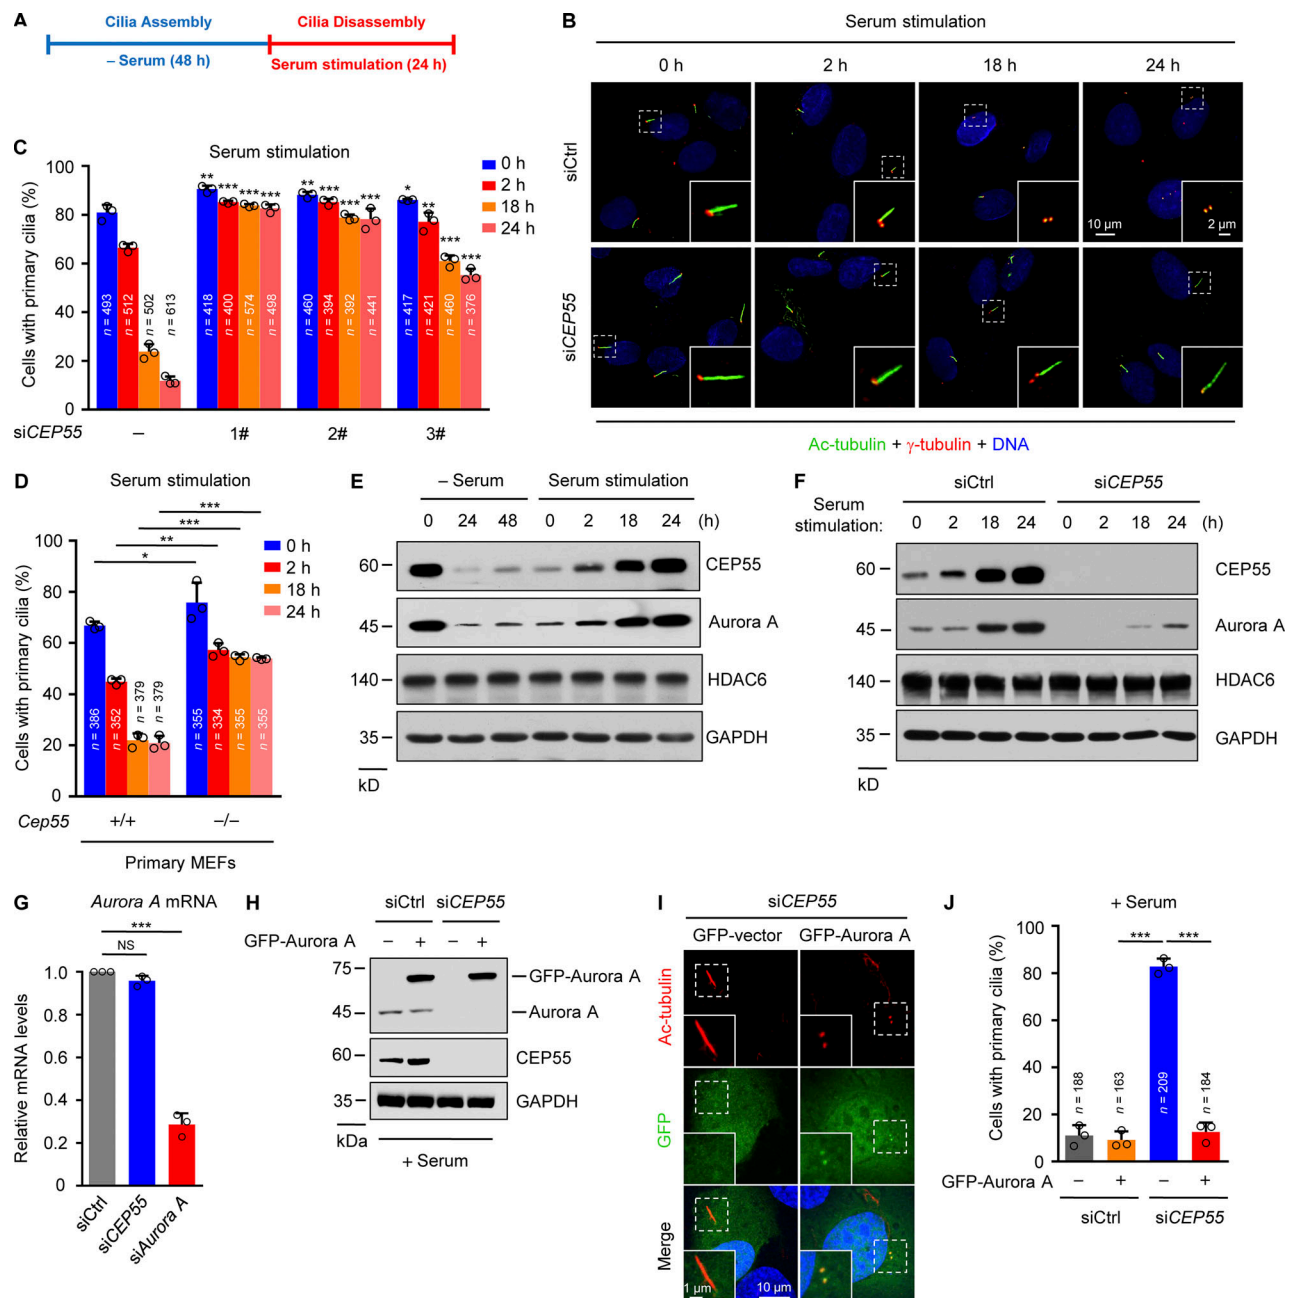 A
Cilia Assembly
Cilia Disassembly
– Serum (48 h)
Serum stimulation (24 h)
B
Serum stimulation
0 h
2 h
18 h
24 h
siCtrl
siCEP55
10 µm
2 µm
Ac-tubulin + γ-tubulin + DNA
C
Serum stimulation
Cells with primary cilia (%)
100
80
60
40
20
0
0 h
2 h
18 h
24 h
** *** *** ***
** *** *** ***
* ** *** ***
n = 493
n = 512
n = 502
n = 613
n = 418
n = 400
n = 574
n = 498
n = 460
n = 394
n = 392
n = 441
n = 417
n = 421
n = 460
n = 376
siCEP55
–
1#
2#
3#
D
Serum stimulation
***
***
**
*
Cells with primary cilia (%)
100
80
60
40
20
0
0 h
2 h
18 h
24 h
n = 386
n = 352
n = 379
n = 379
n = 355
n = 334
n = 355
n = 355
Cep55
+/+
–/–
Primary MEFs
E
– Serum
Serum stimulation
0 24 48 0 2 18 24 (h)
60
CEP55
45
Aurora A
140
HDAC6
35
GAPDH
kD
F
siCtrl
siCEP55
Serum
stimulation:
0 2 18 24 0 2 18 24 (h)
60
CEP55
45
Aurora A
140
HDAC6
35
GAPDH
kD
G
Aurora A mRNA
***
NS
Relative mRNA levels
1.0
0.8
0.6
0.4
0.2
0
siCtrl
siCEP55
siAurora A
H
siCtrl
siCEP55
GFP-Aurora A
– + – +
75
GFP-Aurora A
45
Aurora A
60
CEP55
35
GAPDH
kDa
+ Serum
I
siCEP55
GFP-vector
GFP-Aurora A
Ac-tubulin
GFP
Merge
1 µm
10 µm
J
+ Serum
*** ***
Cells with primary cilia (%)
100
80
60
40
20
0
n = 188
n = 163
n = 209
n = 184
GFP-Aurora A
– + – +
siCtrl
siCEP55